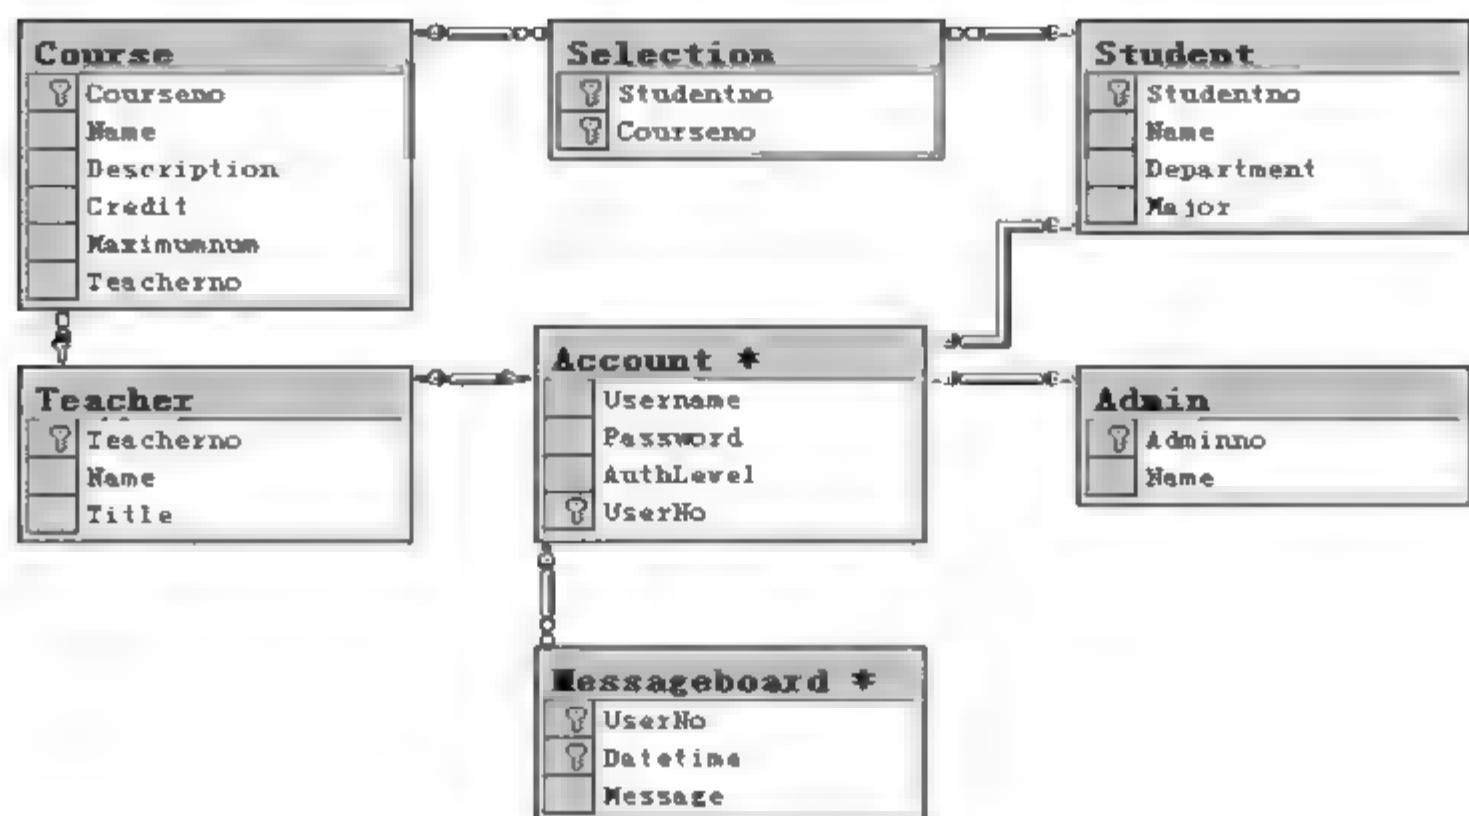 Course
Courseno
Name
Description
Credit
Maximumnum
Teacherno
Selection
Studentno
Courseno
Student
Studentno
Name
Department
Major
Teacher
Teacherno
Name
Title
Account *
Username
Password
AuthLevel
UserNo
Admin
Adminno
Name
Messageboard *
UserNo
Datetime
Message